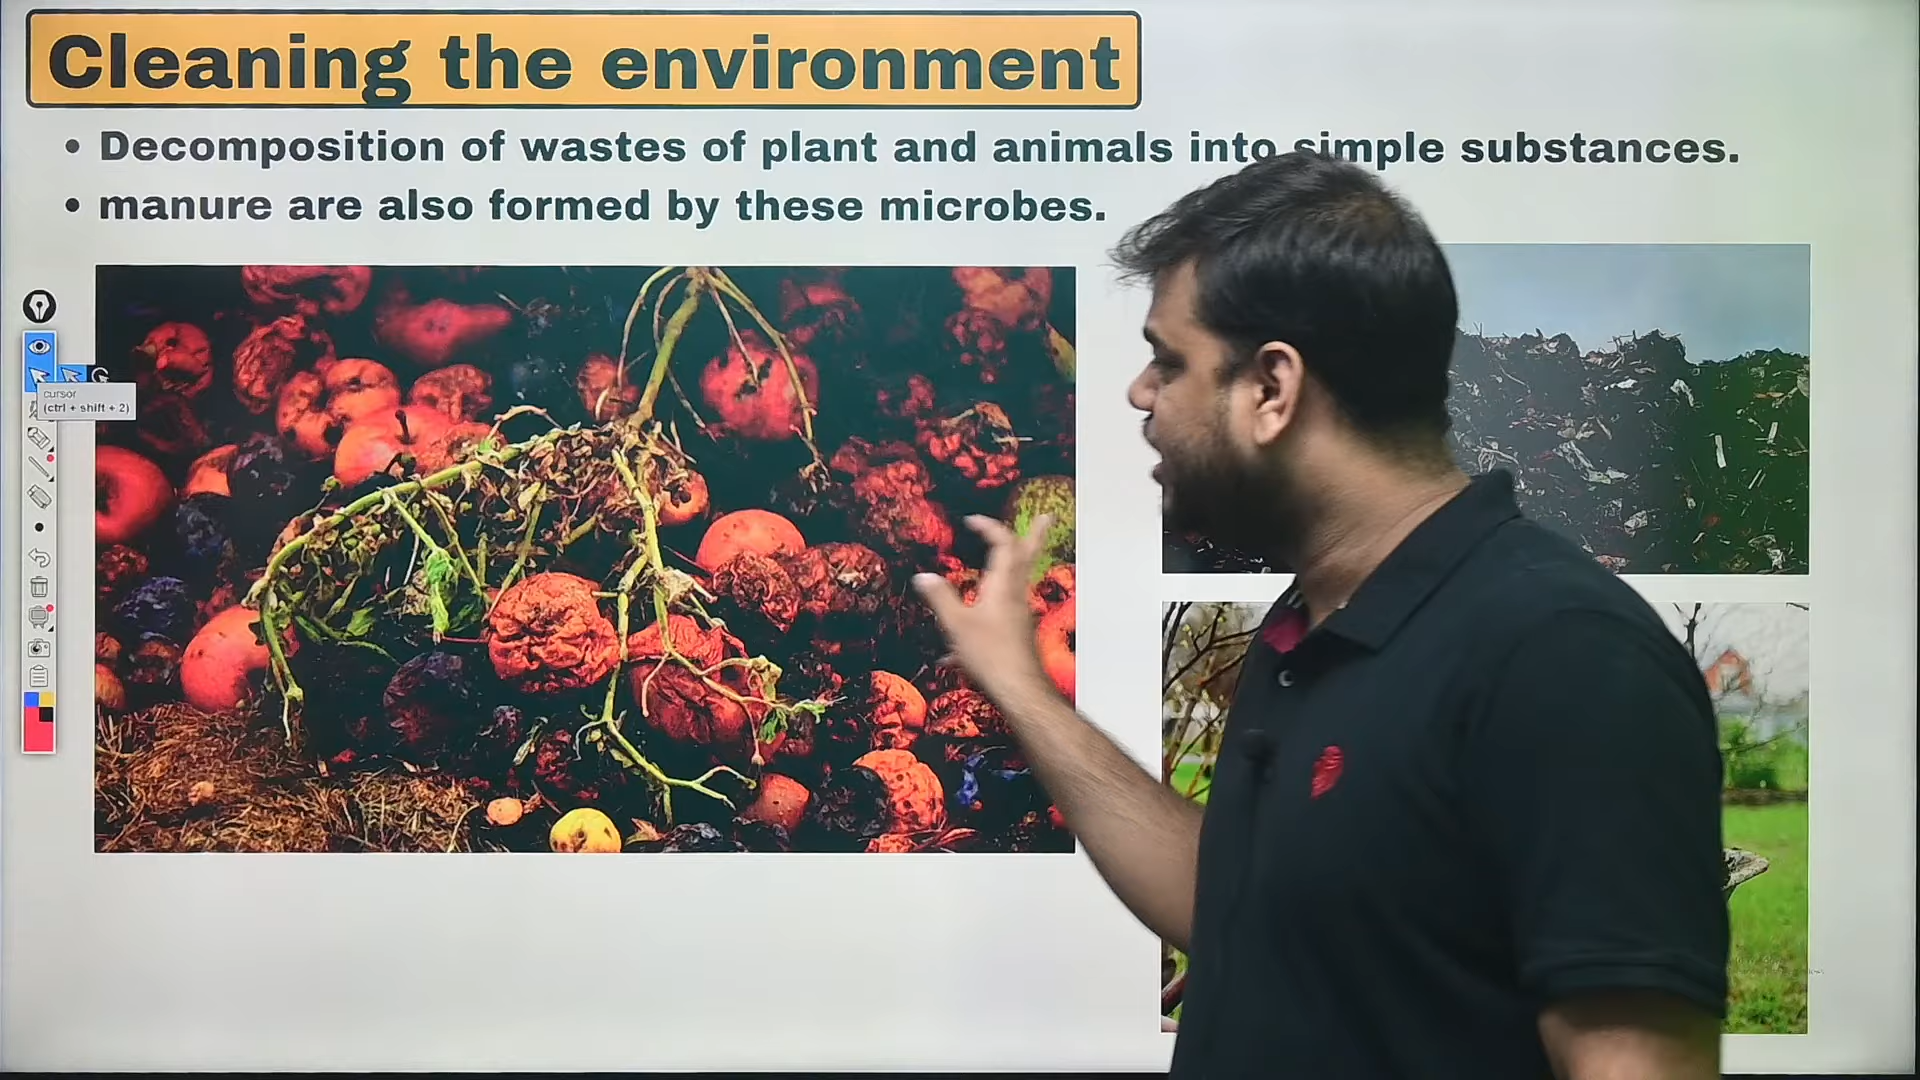 Cleaning the environment
• Decomposition of wastes of plant and animals into simple substances.
• manure are also formed by these microbes.
cursor
(ctrl + shift + 2)